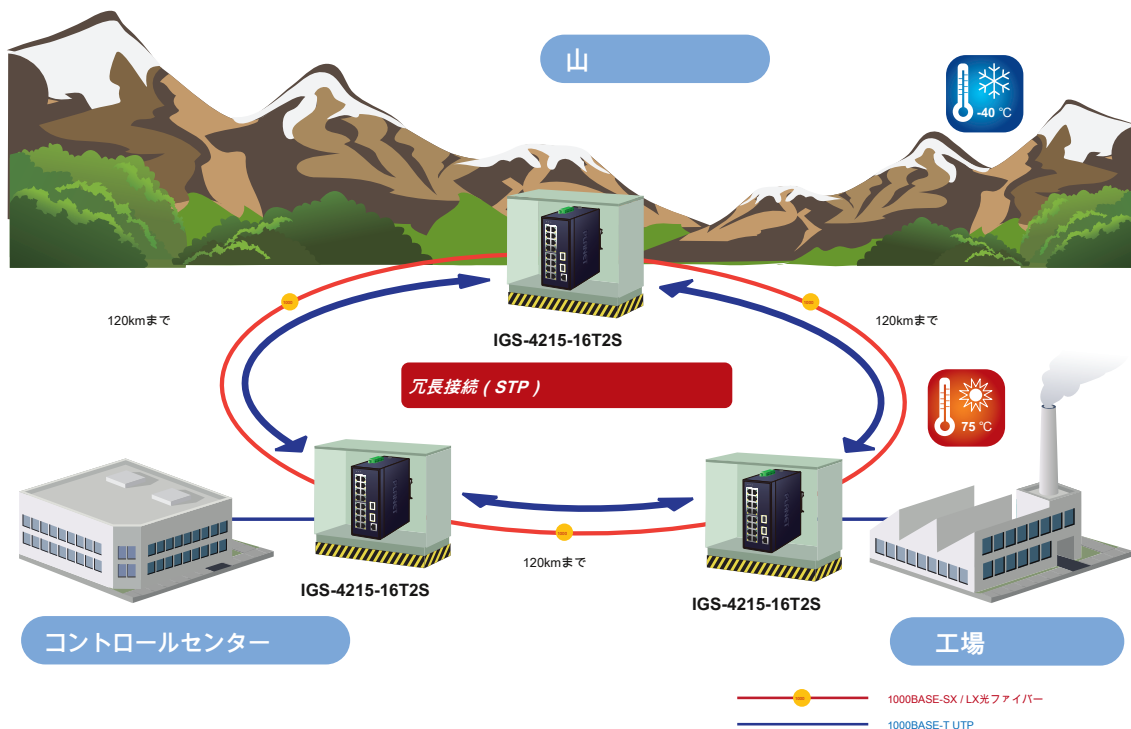 山
-40 ℃
120kmまで
120kmまで
IGS-4215-16T2S
冗長接続 ( STP )
75 ℃
120kmまで
IGS-4215-16T2S
IGS-4215-16T2S
コントロールセンター
工場
1000BASE-SX / LX光ファイバー
1000BASE-T UTP